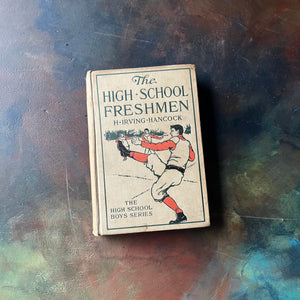 The
HIGH·SCHOOL
FRESHMEN
H·IRVING·HANCOCK
THE
HIGH SCHOOL
BOYS SERIES